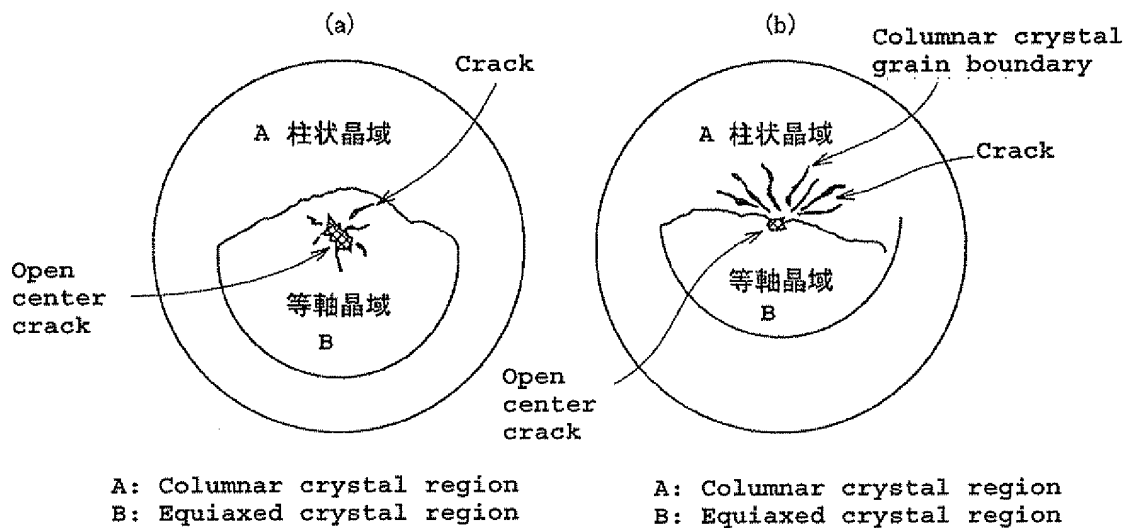 (a)
Crack
A 柱状晶域
Open
center
crack
等軸晶域
B
A: Columnar crystal region
B: Equiaxed crystal region
(b)
Columnar crystal
grain boundary
A 柱状晶域
Crack
等軸晶域
B
Open
center
crack
A: Columnar crystal region
B: Equiaxed crystal region